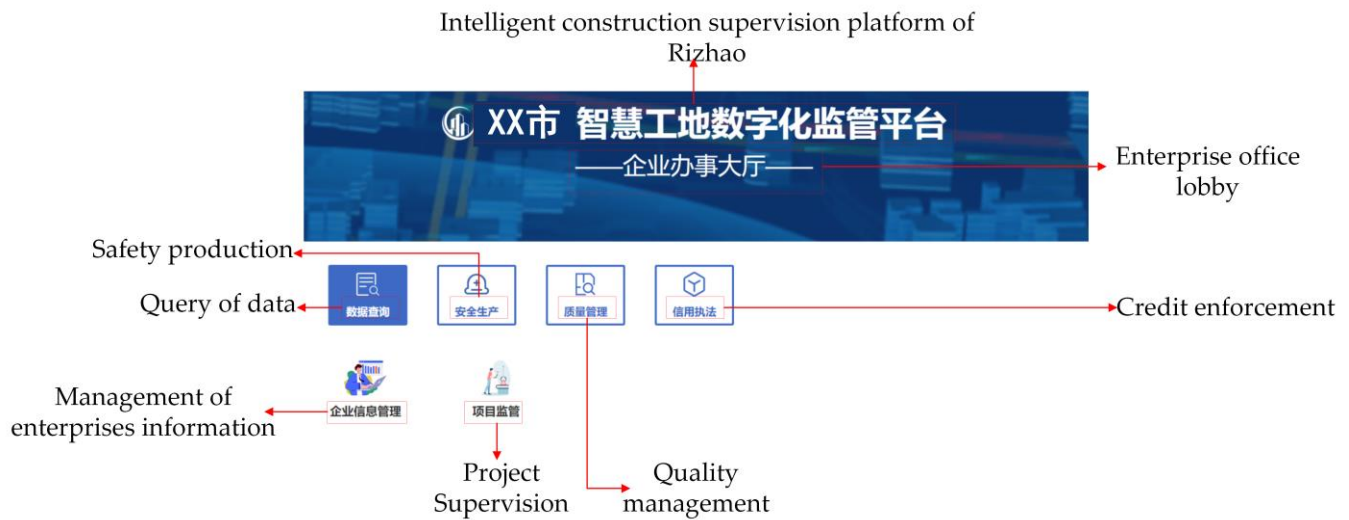 Intelligent construction supervision platform of
Rizhao
XX市 智慧工地数字化监管平台
——企业办事大厅——
Enterprise office
lobby
Safety production
Query of data
数据查询
安全生产
质量管理
信用执法
Credit enforcement
Management of
enterprises information
企业信息管理
项目监管
Project
Supervision
Quality
management